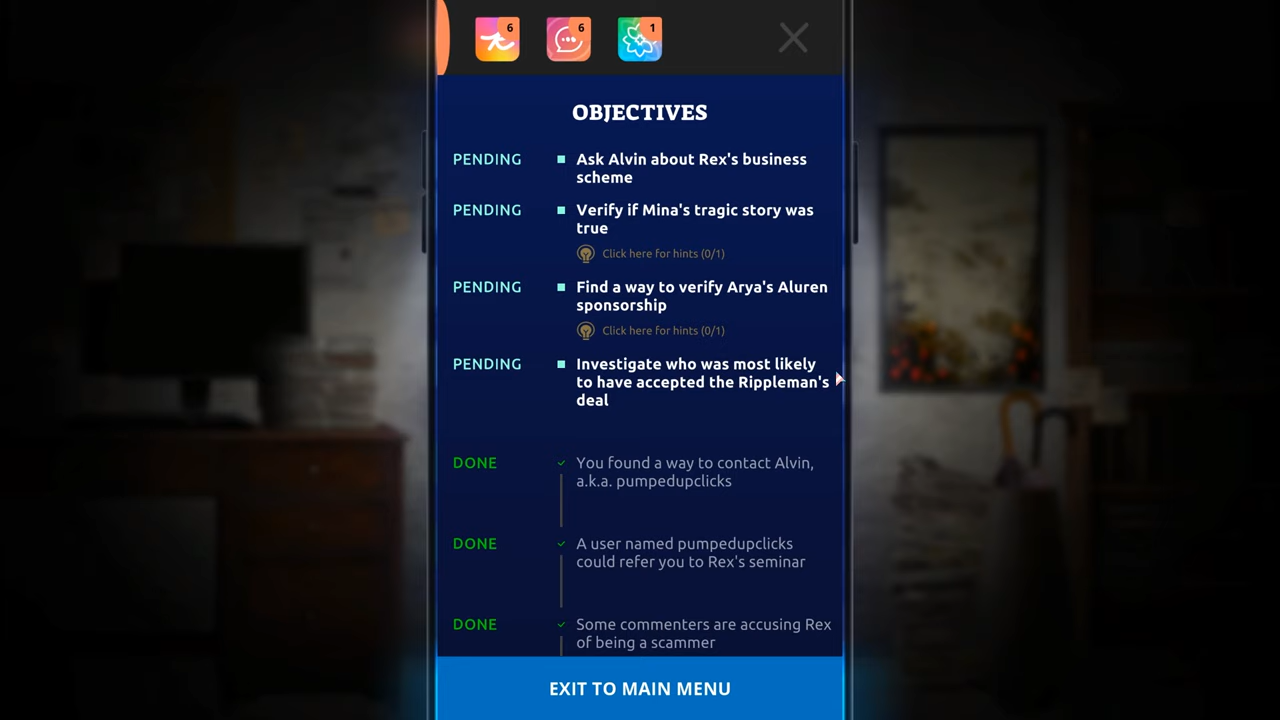 6
6
1
OBJECTIVES
PENDING
Ask Alvin about Rex's business
scheme
PENDING
Verify if Mina's tragic story was
true
Click here for hints (0/1)
PENDING
Find a way to verify Arya's Aluren
sponsorship
Click here for hints (0/1)
PENDING
Investigate who was most likely
to have accepted the Rippleman's
deal
DONE
You found a way to contact Alvin,
a.k.a. pumpedupclicks
DONE
A user named pumpedupclicks
could refer you to Rex's seminar
DONE
Some commenters are accusing Rex
of being a scammer
EXIT TO MAIN MENU